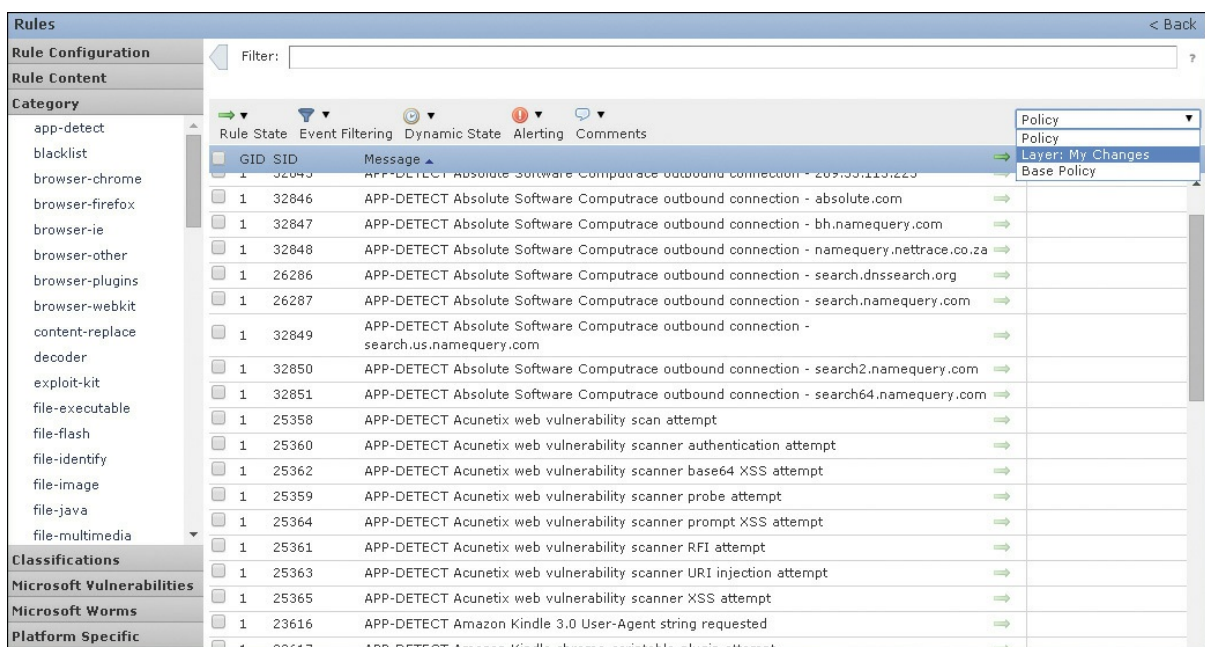 Rules
< Back
Rule Configuration
Rule Content
Category
app-detect
blacklist
browser-chrome
browser-firefox
browser-ie
browser-other
browser-plugins
browser-webkit
content-replace
decoder
exploit-kit
file-executable
file-flash
file-identify
file-image
file-java
file-multimedia
Classifications
Microsoft Vulnerabilities
Microsoft Worms
Platform Specific
Filter:
?
Rule State Event Filtering Dynamic State Alerting Comments
Policy
Policy
Layer: My Changes
Base Policy
GID SID Message
1 32845 APP-DETECT Absolute Software Computrace outbound connection - 209.53.113.223
1 32846 APP-DETECT Absolute Software Computrace outbound connection - absolute.com
1 32847 APP-DETECT Absolute Software Computrace outbound connection - bh.namequery.com
1 32848 APP-DETECT Absolute Software Computrace outbound connection - namequery.nettrace.co.za
1 26286 APP-DETECT Absolute Software Computrace outbound connection - search.dnssearch.org
1 26287 APP-DETECT Absolute Software Computrace outbound connection - search.namequery.com
1 32849 APP-DETECT Absolute Software Computrace outbound connection -
search.us.namequery.com
1 32850 APP-DETECT Absolute Software Computrace outbound connection - search2.namequery.com
1 32851 APP-DETECT Absolute Software Computrace outbound connection - search64.namequery.com
1 25358 APP-DETECT Acunetix web vulnerability scan attempt
1 25360 APP-DETECT Acunetix web vulnerability scanner authentication attempt
1 25362 APP-DETECT Acunetix web vulnerability scanner base64 XSS attempt
1 25359 APP-DETECT Acunetix web vulnerability scanner probe attempt
1 25364 APP-DETECT Acunetix web vulnerability scanner prompt XSS attempt
1 25361 APP-DETECT Acunetix web vulnerability scanner RFI attempt
1 25363 APP-DETECT Acunetix web vulnerability scanner URI injection attempt
1 25365 APP-DETECT Acunetix web vulnerability scanner XSS attempt
1 23616 APP-DETECT Amazon Kindle 3.0 User-Agent string requested